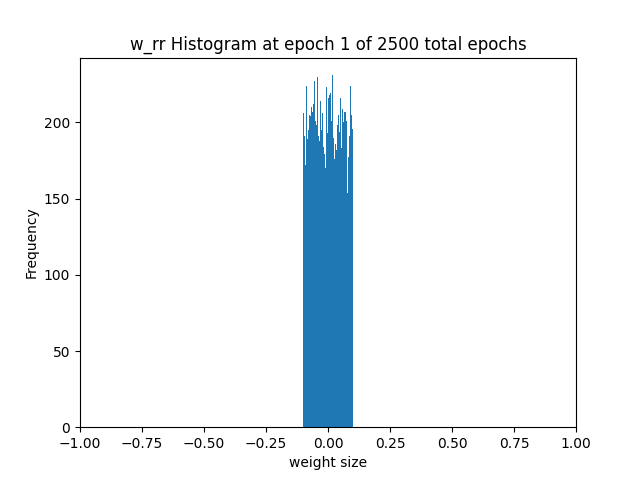 w_rr Histogram at epoch 1 of 2500 total epochs
Frequency
200
150
100
50
0
−1.00 −0.75 −0.50 −0.25 0.00 0.25 0.50 0.75 1.00
weight size